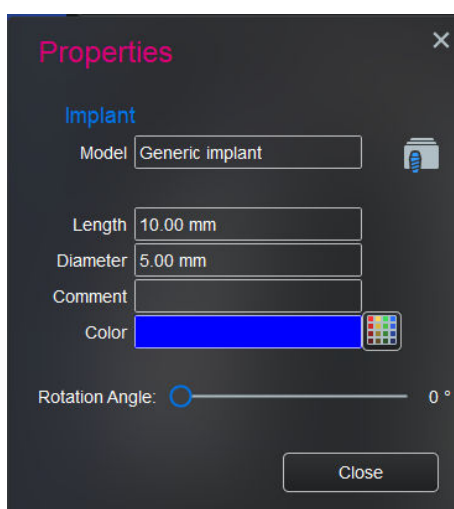 Properties
Implant
Model Generic implant
Length 10.00 mm
Diameter 5.00 mm
Comment
Color
Rotation Angle: 0 °
Close